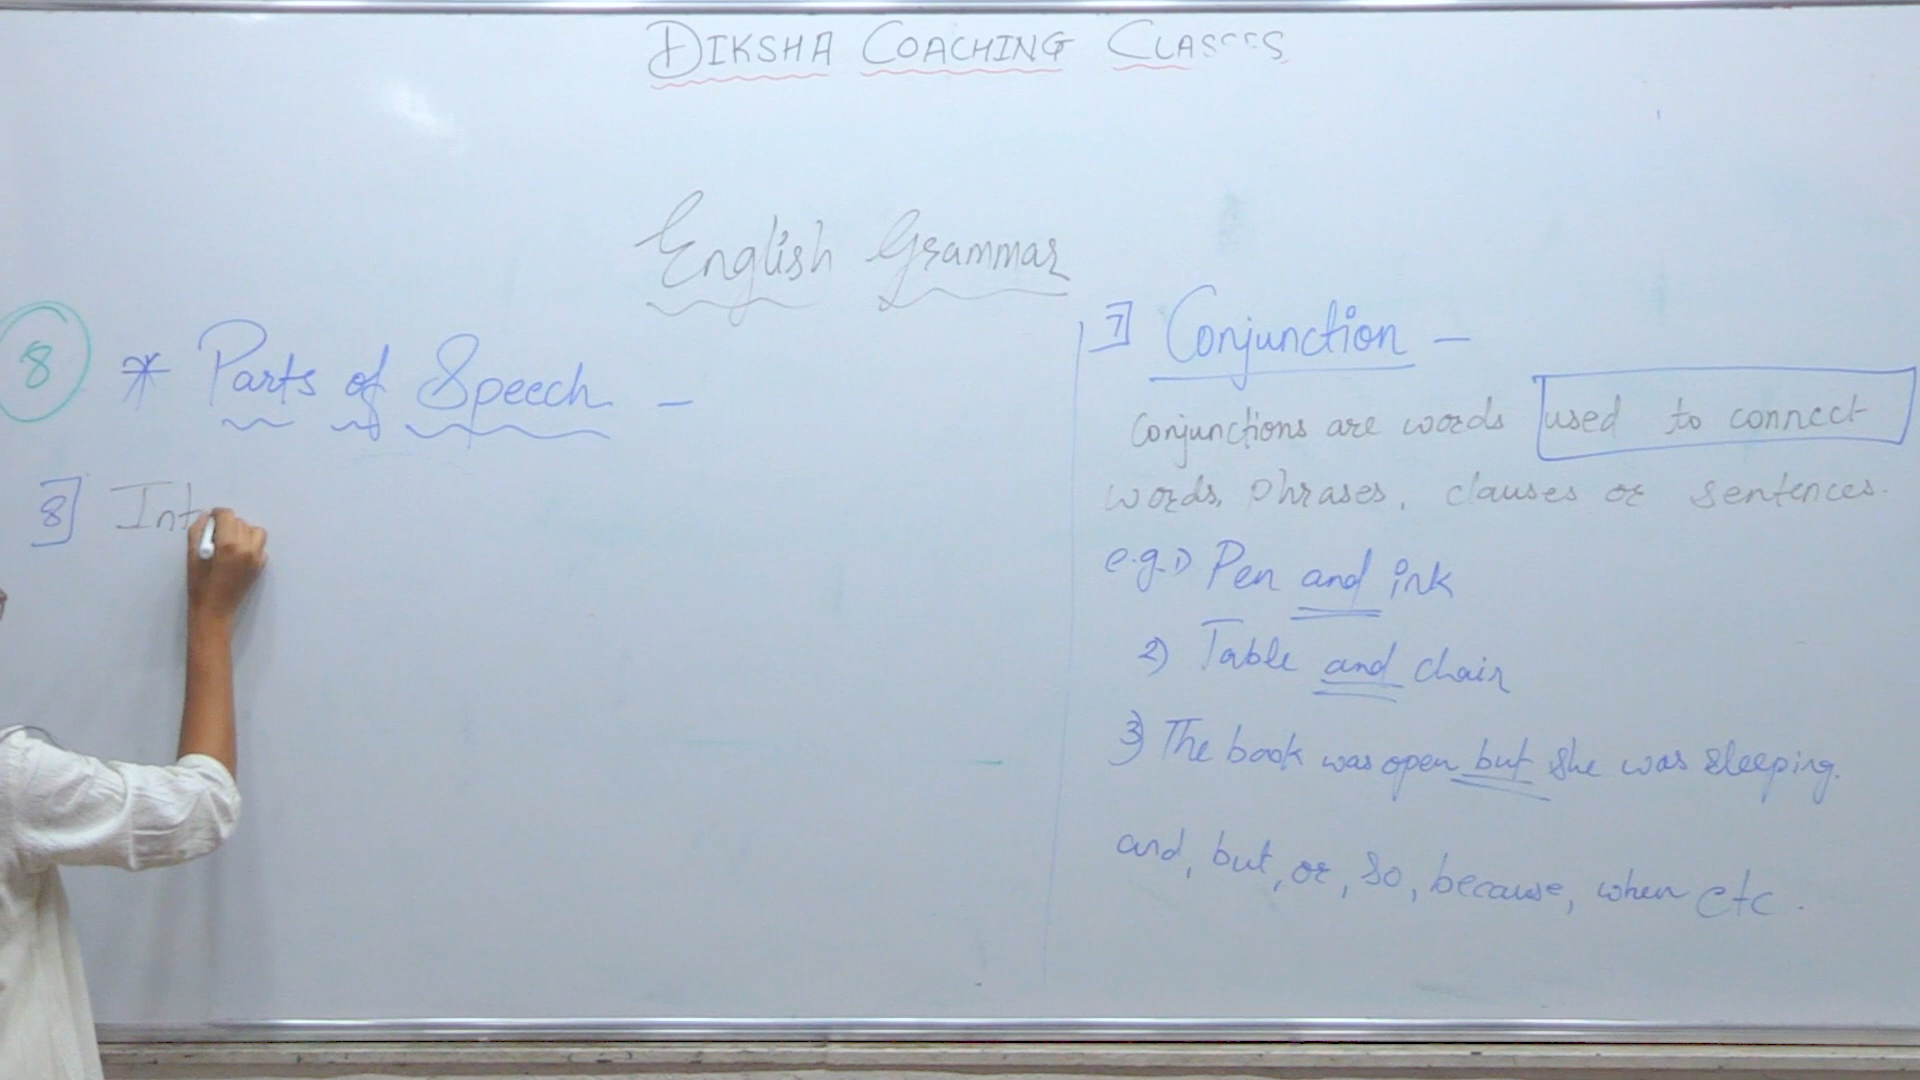 DIKSHA COACHING CLASSES
English Grammar
8 * Parts of Speech -
8] Int
7] Conjunction -
Conjunctions are words used to connect
words, phrases, clauses or sentences.
e.g. 1) Pen and ink
2) Table and chair
3) The book was open but she was sleeping.
and, but, or, so, because, when etc.